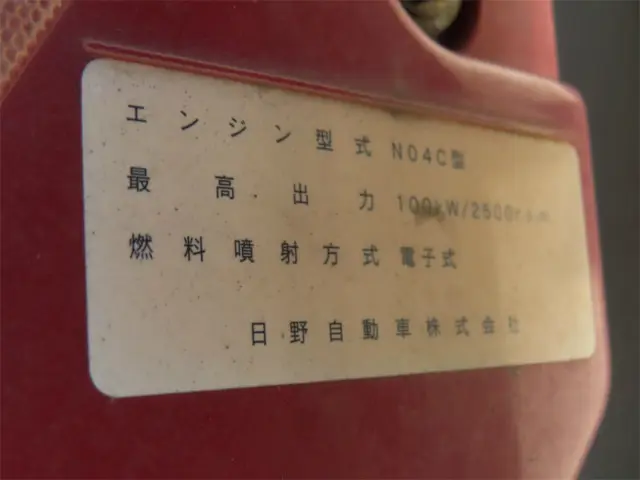 エンジン型式 N04C型
最高出力 100kW/2500r.p.m
燃料噴射方式 電子式
日野自動車株式会社